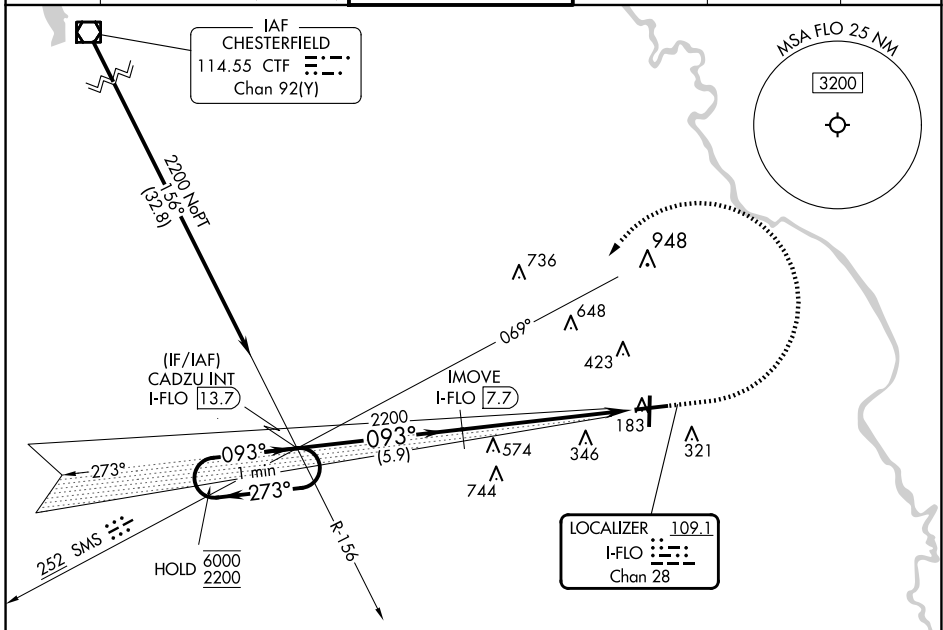 IAF
CHESTERFIELD
114.55 CTF
Chan 92(Y)
MSA FLO 25 NM
3200
2200 NoPT
156°
(32.8)
948
736
648
069°
423
(IF/IAF)
CADZU INT
I-FLO 13.7
IMOVE
I-FLO 7.7
2200
093°
(5.9)
183
321
346
574
744
273°
093°
1 min
273°
252 SMS
HOLD 6000
2200
R-156
LOCALIZER 109.1
I-FLO
Chan 28